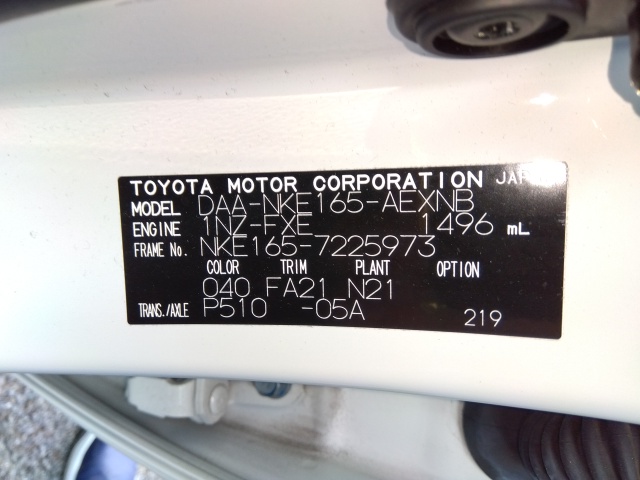 TOYOTA MOTOR CORPORATION JAPAN
MODEL DAA-NKE165-AEXNB
ENGINE 1NZ-FXE 1496 mL
FRAME No. NKE165-7225973
COLOR TRIM PLANT OPTION
040 FA21 N21
TRANS./AXLE P510 -05A 219